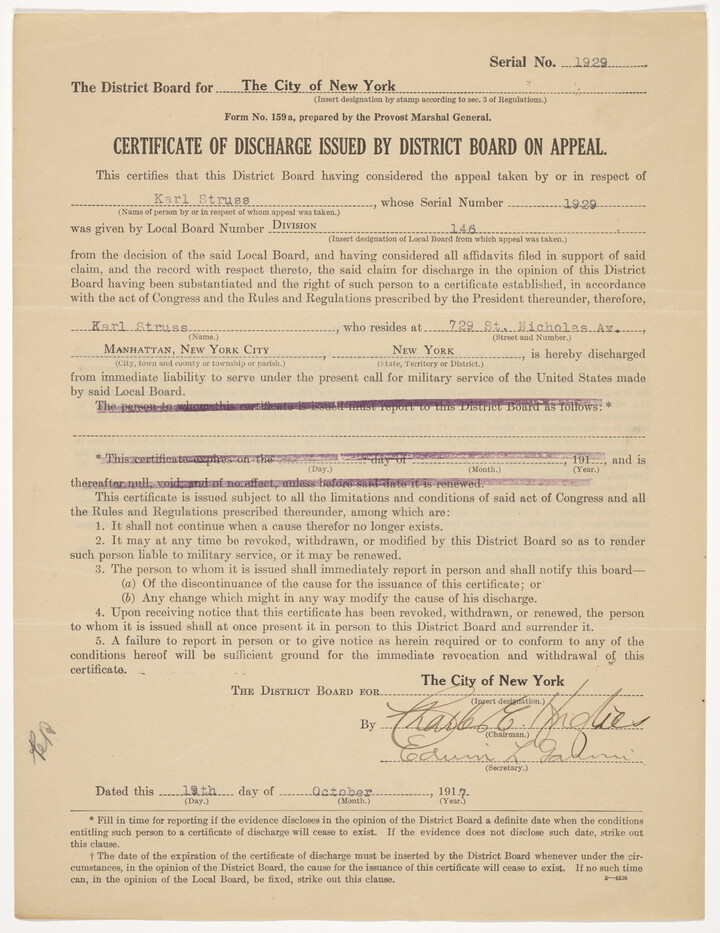 Serial No. 1929
The District Board for The City of New York
(Insert designation by stamp according to sec. 3 of Regulations.)
Form No. 159 a, prepared by the Provost Marshal General.
CERTIFICATE OF DISCHARGE ISSUED BY DISTRICT BOARD ON APPEAL.
This certifies that this District Board having considered the appeal taken by or in respect of
Karl Struss, whose Serial Number 1929
(Name of person by or in respect of whom appeal was taken.)
was given by Local Board Number DIVISION 146
(Insert designation of Local Board from which appeal was taken.)
from the decision of the said Local Board, and having considered all affidavits filed in support of said
claim, and the record with respect thereto, the said claim for discharge in the opinion of this District
Board having been substantiated and the right of such person to a certificate established, in accordance
with the act of Congress and the Rules and Regulations prescribed by the President thereunder, therefore,
Karl Struss, who resides at 729 St. Nicholas Av.,
(Name.) (Street and Number.)
MANHATTAN, NEW YORK CITY, NEW YORK, is hereby discharged
(City, town and county or township or parish.) (State, Territory or District.)
from immediate liability to serve under the present call for military service of the United States made
by said Local Board.
The person to whom this certificate is issued must report to this District Board as follows: *
* This certificate expires on the day of , 191 , and is
(Day.) (Month.) (Year.)
thereafter null, void, and of no effect, unless before said date it is renewed.
This certificate is issued subject to all the limitations and conditions of said act of Congress and all
the Rules and Regulations prescribed thereunder, among which are:
1. It shall not continue when a cause therefor no longer exists.
2. It may at any time be revoked, withdrawn, or modified by this District Board so as to render
such person liable to military service, or it may be renewed.
3. The person to whom it is issued shall immediately report in person and shall notify this board—
(a) Of the discontinuance of the cause for the issuance of this certificate; or
(b) Any change which might in any way modify the cause of his discharge.
4. Upon receiving notice that this certificate has been revoked, withdrawn, or renewed, the person
to whom it is issued shall at once present it in person to this District Board and surrender it.
5. A failure to report in person or to give notice as herein required or to conform to any of the
conditions hereof will be sufficient ground for the immediate revocation and withdrawal of this
certificate.
THE DISTRICT BOARD FOR The City of New York
(Insert designation.)
By Charles E. Hughes
(Chairman.)
Edwin L
(Secretary.)
Dated this 19th day of October, 1917
(Day.) (Month.) (Year.)
* Fill in time for reporting if the evidence discloses in the opinion of the District Board a definite date when the conditions
entitling such person to a certificate of discharge will cease to exist. If the evidence does not disclose such date, strike out
this clause.
† The date of the expiration of the certificate of discharge must be inserted by the District Board whenever under the cir-
cumstances, in the opinion of the District Board, the cause for the issuance of this certificate will cease to exist. If no such time
can, in the opinion of the Local Board, be fixed, strike out this clause.